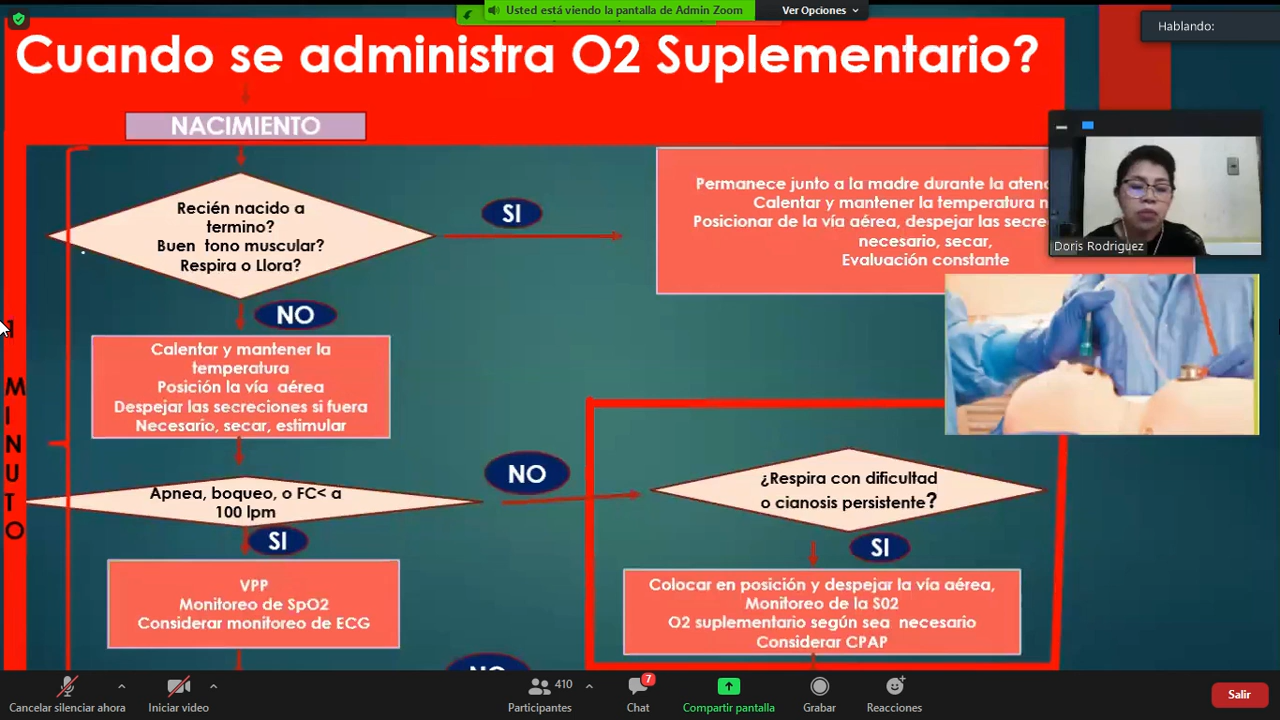 Usted está viendo la pantalla de Admin Zoom
Ver Opciones
Hablando:
Cuando se administra O2 Suplementario?
NACIMIENTO
Recién nacido a
termino?
Buen tono muscular?
Respira o Llora?
SI
Permanece junto a la madre durante la
Calentar y mantener la temperatura
Posicionar de la vía aérea, despejar las
necesario, secar,
Evaluación constante
Doris Rodriguez
NO
Calentar y mantener la
temperatura
Posición la vía aérea
Despejar las secreciones si fuera
Necesario, secar, estimular
1
M
I
N
U
T
O
Apnea, boqueo, o FC< a
100 lpm
NO
¿Respira con dificultad
o cianosis persistente?
SI
VPP
Monitoreo de SpO2
Considerar monitoreo de ECG
SI
Colocar en posición y despejar la vía aérea,
Monitoreo de la S02
O2 suplementario según sea necesario
Considerar CPAP
NO
Cancelar silenciar ahora
Iniciar video
410
Participantes
7
Chat
Compartir pantalla
Grabar
Reacciones
Salir